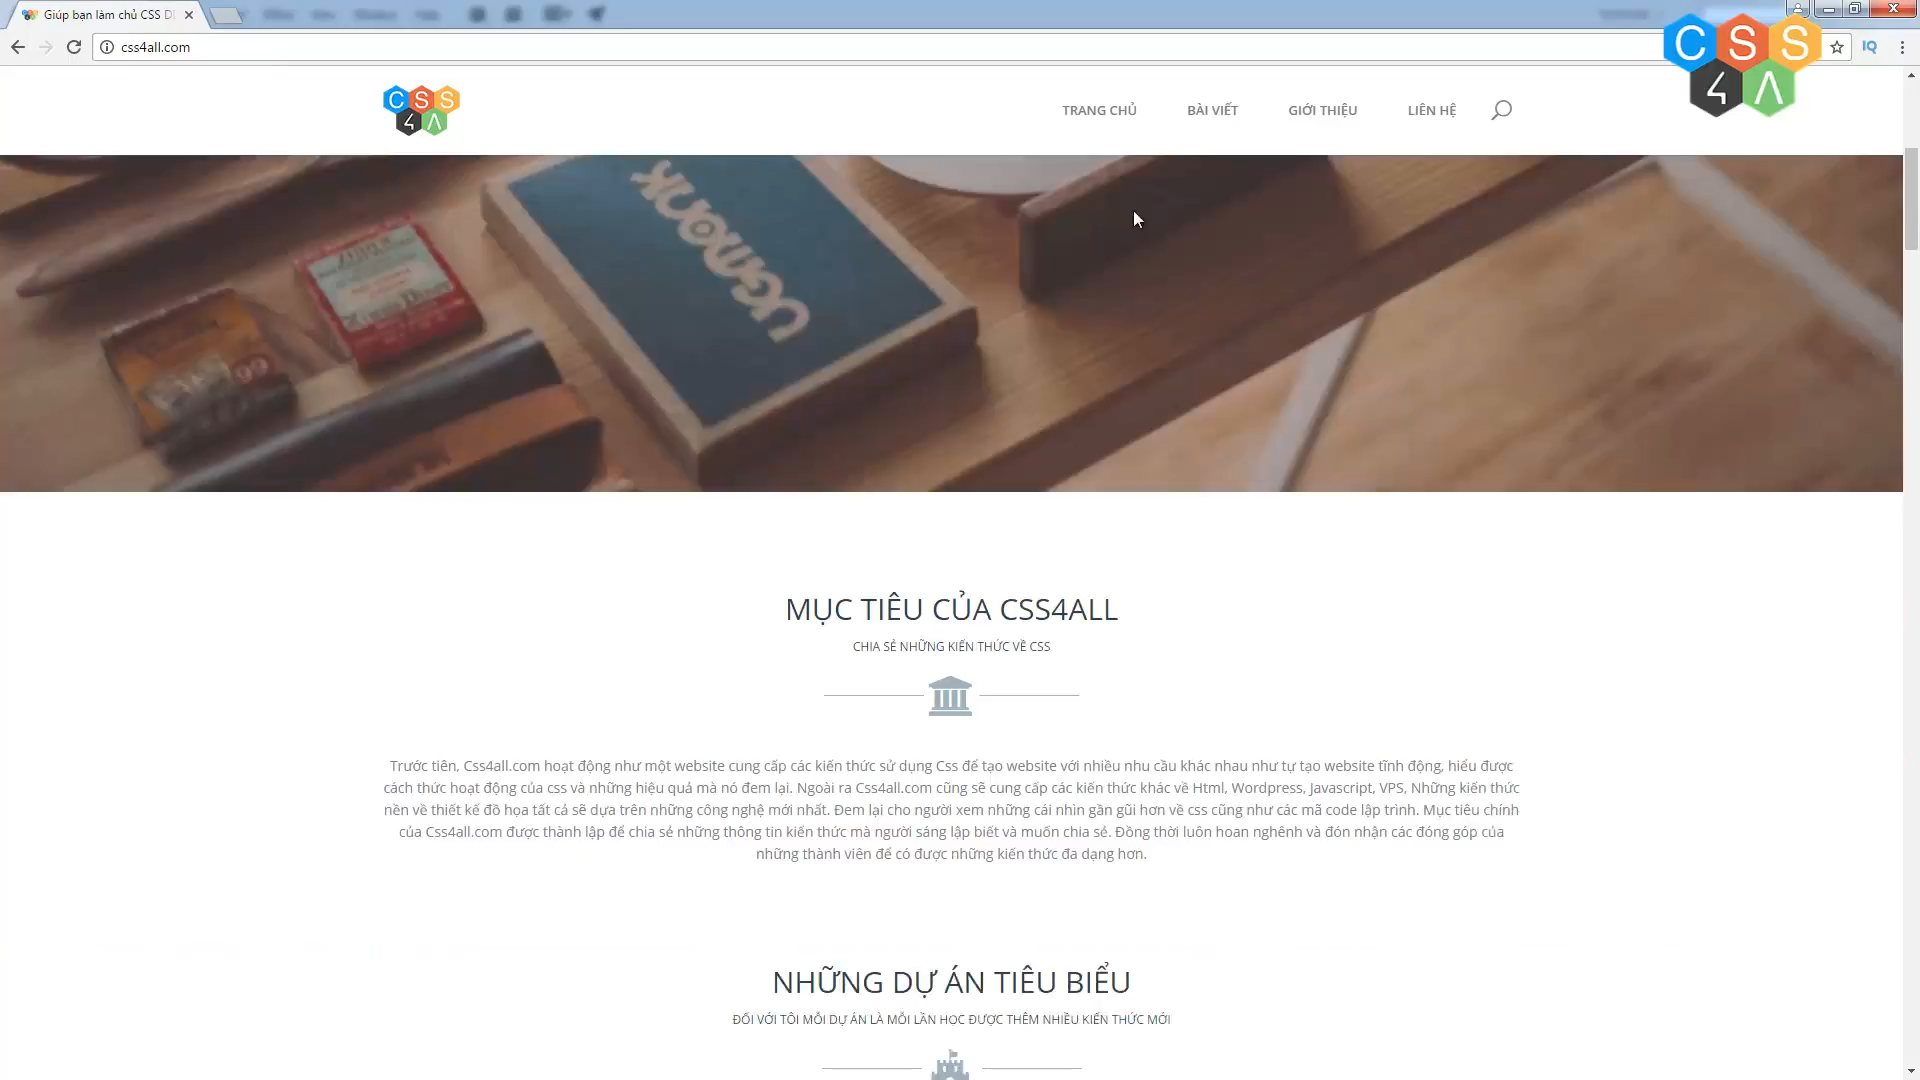 Giúp bạn làm chủ CSS D
css4all.com
IQ
CSS
4A
CSS
4A
TRANG CHỦ
BÀI VIẾT
GIỚI THIỆU
LIÊN HỆ
UGMONK
MỤC TIÊU CỦA CSS4ALL
CHIA SẺ NHỮNG KIẾN THỨC VỀ CSS
Trước tiên, Css4all.com hoạt động như một website cung cấp các kiến thức sử dụng Css để tạo website với nhiều nhu cầu khác nhau như tự tạo website tĩnh động, hiểu được
cách thức hoạt động của css và những hiệu quả mà nó đem lại. Ngoài ra Css4all.com cũng sẽ cung cấp các kiến thức khác về Html, Wordpress, Javascript, VPS, Những kiến thức
nền về thiết kế đồ họa tất cả sẽ dựa trên những công nghệ mới nhất. Đem lại cho người xem những cái nhìn gần gũi hơn về css cũng như các mã code lập trình. Mục tiêu chính
của Css4all.com được thành lập để chia sẻ những thông tin kiến thức mà người sáng lập biết và muốn chia sẻ. Đồng thời luôn hoan nghênh và đón nhận các đóng góp của
những thành viên để có được những kiến thức đa dạng hơn.
NHỮNG DỰ ÁN TIÊU BIỂU
ĐỐI VỚI TÔI MỖI DỰ ÁN LÀ MỖI LẦN HỌC ĐƯỢC THÊM NHIỀU KIẾN THỨC MỚI